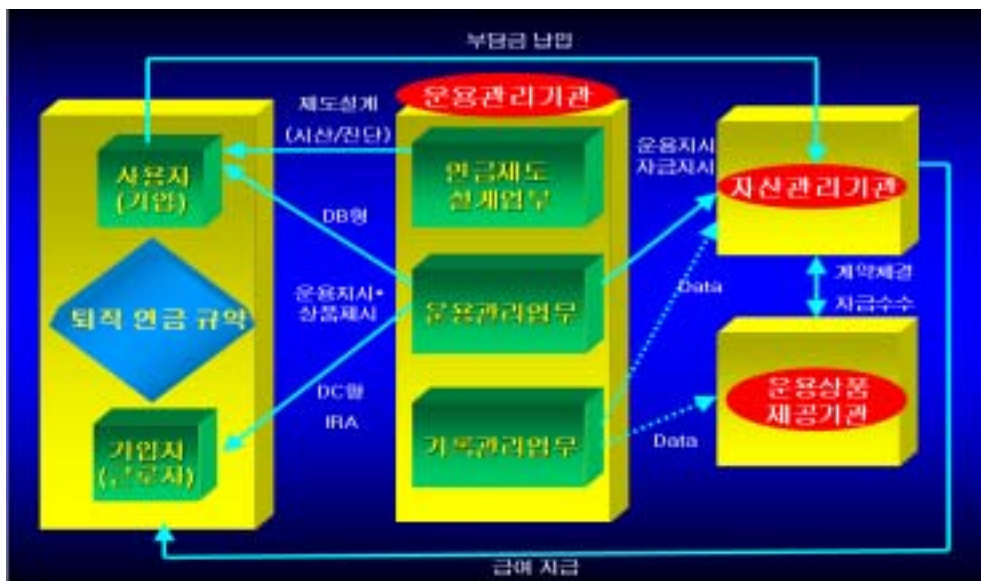 부담금 납입
제도설계
(시산/진단)
운용관리기관
사용자
(기업)
연금제도
설계업무
운용지시
자금지시
자산관리기관
DB형
퇴직 연금 규약
운용지시•
상품제시
운용관리업무
Data
계약체결
자금수수
DC형
IRA
가입자
(근로자)
기록관리업무
Data
운용상품
제공기관
급여 지급